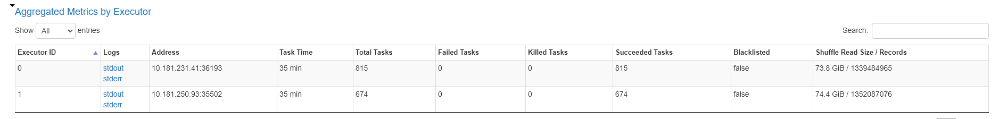 Aggregated Metrics by Executor
Show All entries Search:
Executor ID Logs Address Task Time Total Tasks Failed Tasks Killed Tasks Succeeded Tasks Blacklisted Shuffle Read Size / Records
0 stdout 10.181.231.41:36193 35 min 815 0 0 815 false 73.8 GiB / 1339484965
stderr
1 stdout 10.181.250.93:35502 35 min 674 0 0 674 false 74.4 GiB / 1352087076
stderr